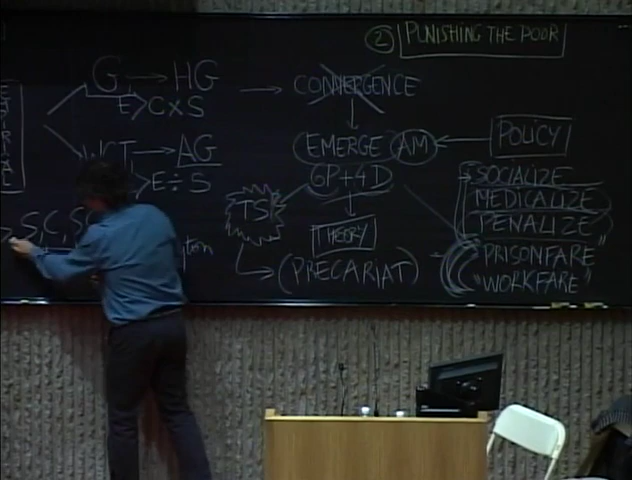 ② PUNISHING THE POOR
G → HG → CONVERGENCE
E > C x S
→ AG
E ÷ S
EMERGE AM ← POLICY
GP+4D
SOCIALIZE
MEDICALIZE
PENALIZE
TSI
THEORY
S, C, S
(PRECARIAT)
PRISONFARE"
"WORKFARE"